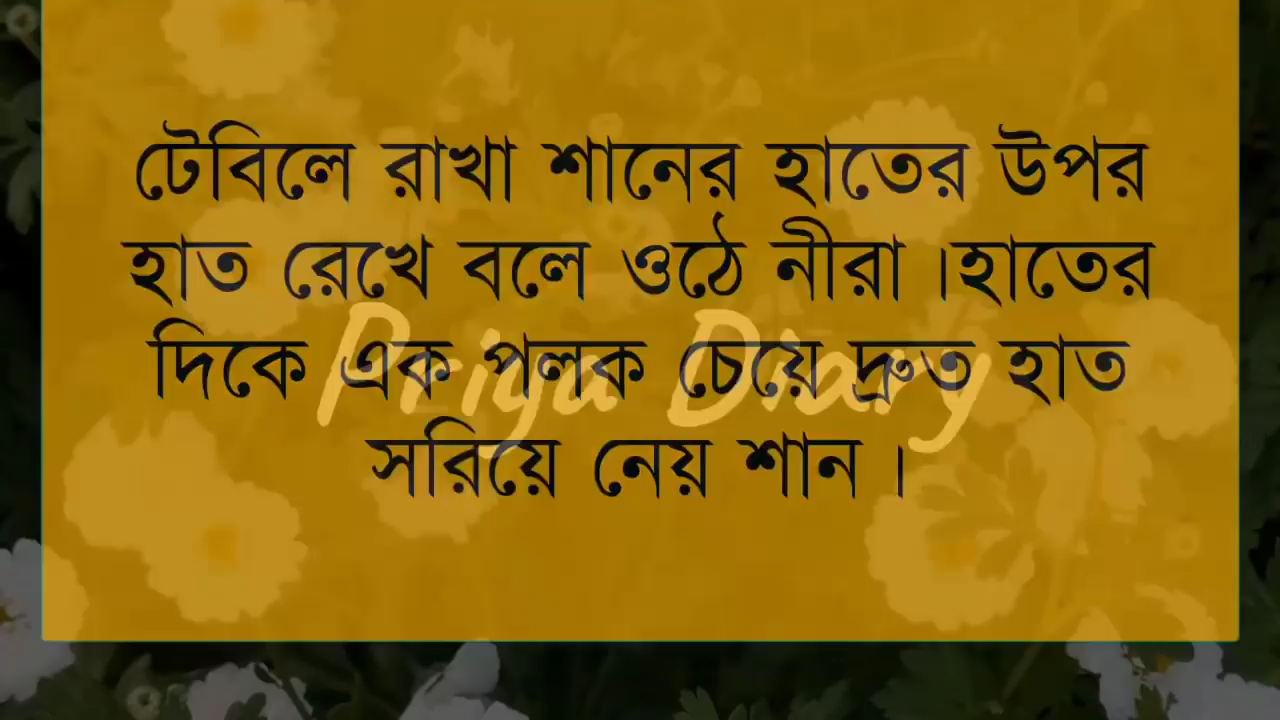 টেবিলে রাখা শানের হাতের উপর
হাত রেখে বলে ওঠে নীরা ।হাতের
দিকে এক পলক চেয়ে দ্রুত হাত
সরিয়ে নেয় শান ।
Priya Diary